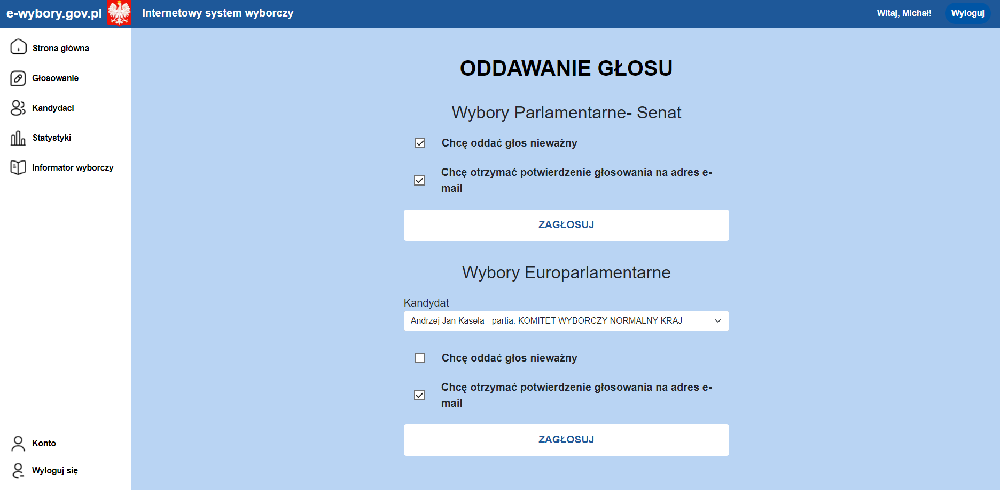 e-wybory.gov.pl
Internetowy system wyborczy
Witaj, Michał!
Wyloguj
Strona główna
Głosowanie
Kandydaci
Statystyki
Informator wyborczy
Konto
Wyloguj się
ODDAWANIE GŁOSU
Wybory Parlamentarne- Senat
Chcę oddać głos nieważny
Chcę otrzymać potwierdzenie głosowania na adres e-
mail
ZAGŁOSUJ
Wybory Europarlamentarne
Kandydat
Andrzej Jan Kasela - partia: KOMITET WYBORCZY NORMALNY KRAJ
Chcę oddać głos nieważny
Chcę otrzymać potwierdzenie głosowania na adres e-
mail
ZAGŁOSUJ